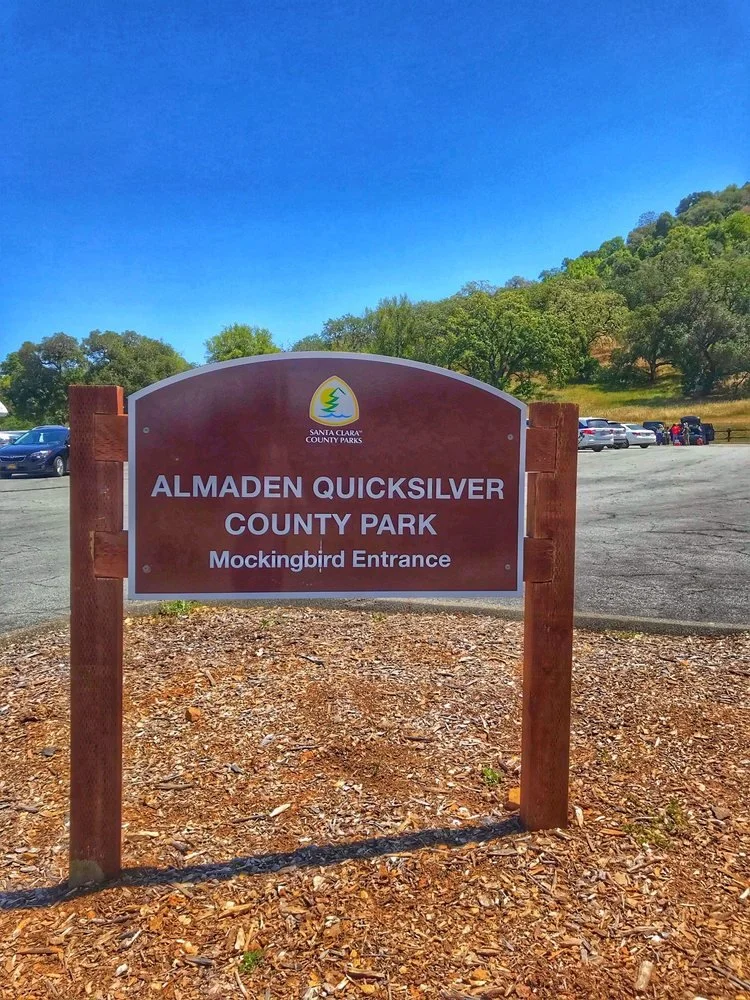 SANTA CLARA
COUNTY PARKS
ALMADEN QUICKSILVER
COUNTY PARK
Mockingbird Entrance